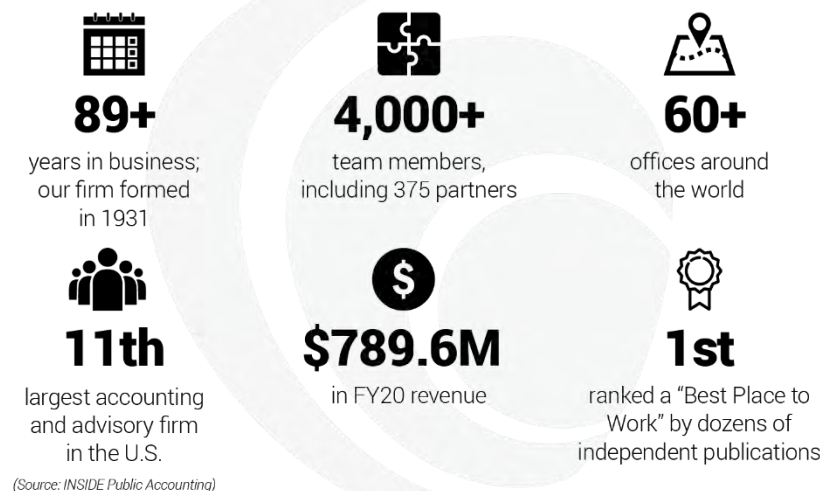 89+
years in business;
our firm formed
in 1931
4,000+
team members,
including 375 partners
60+
offices around
the world
11th
largest accounting
and advisory firm
in the U.S.
(Source: INSIDE Public Accounting)
$
$789.6M
in FY20 revenue
1st
ranked a “Best Place to
Work” by dozens of
independent publications